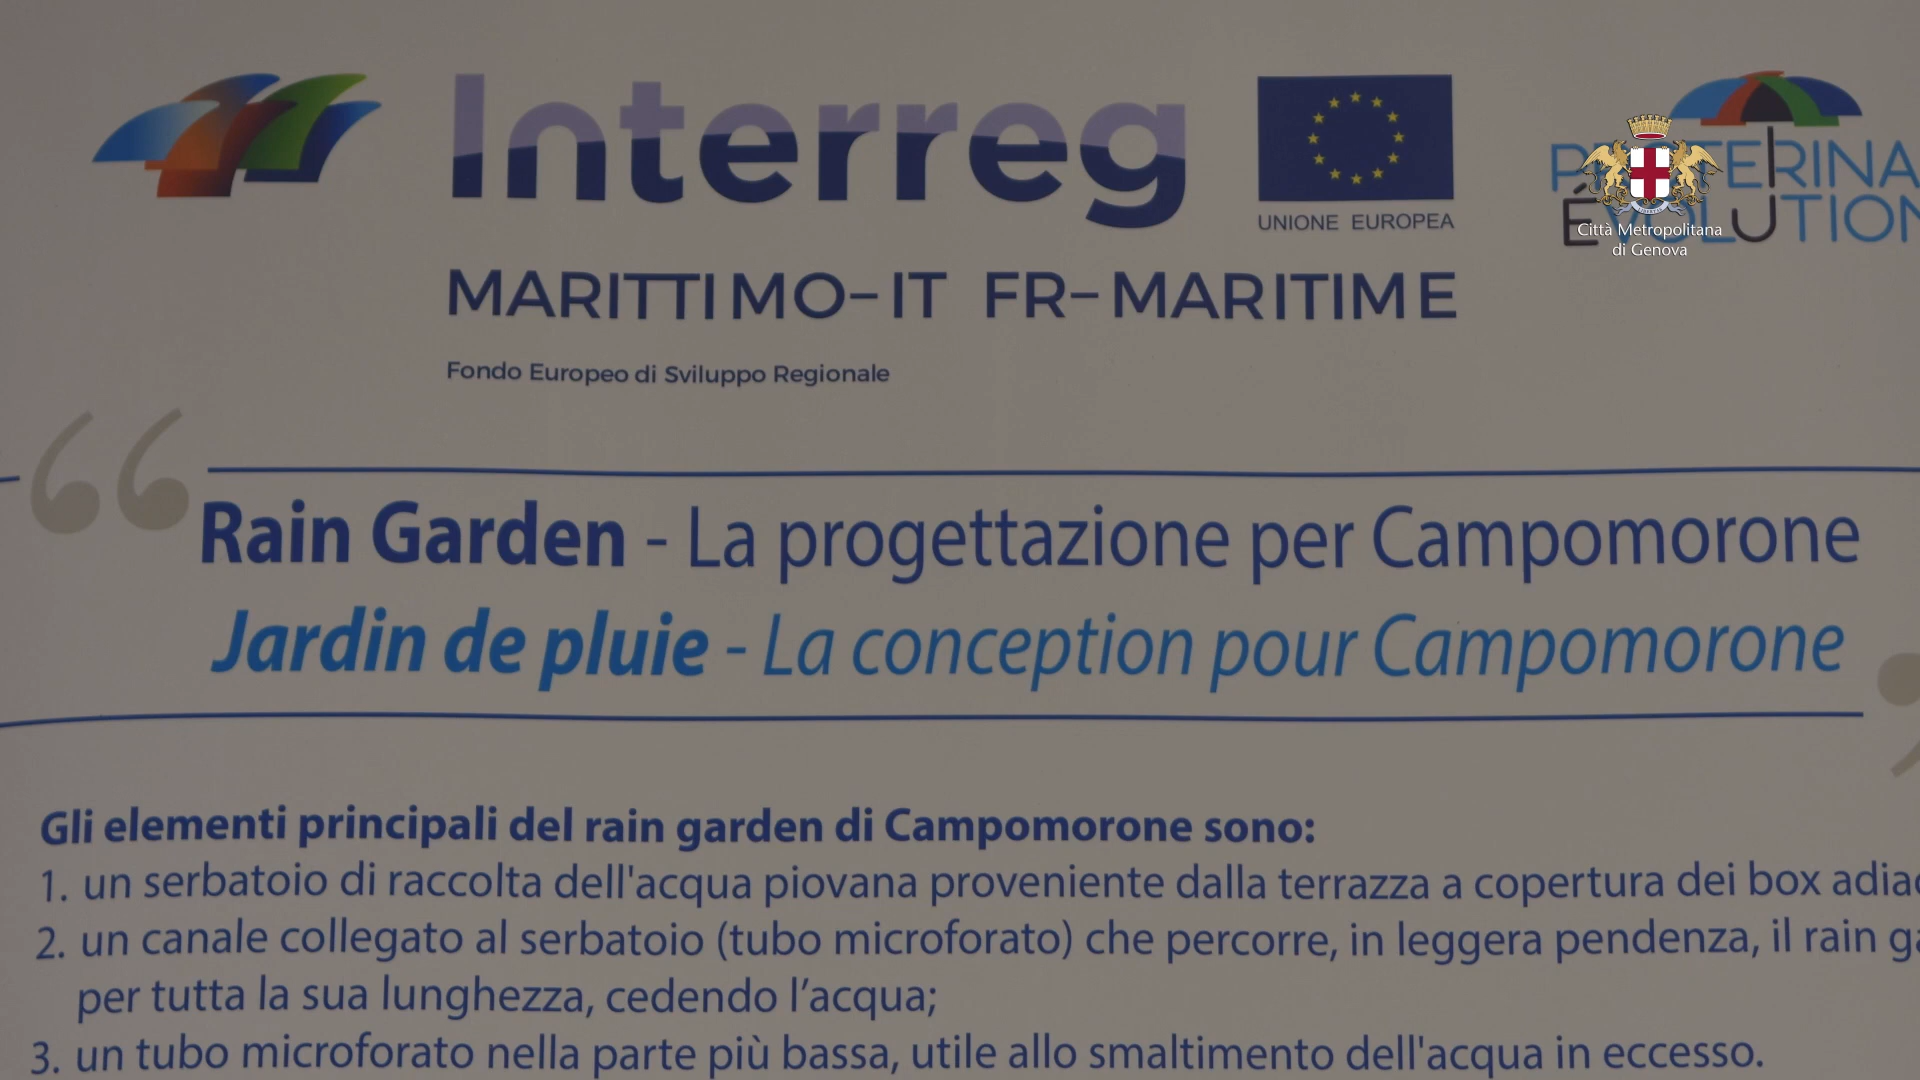 Interreg
UNIONE EUROPEA
MARITTIMO-IT FR-MARITIME
Fondo Europeo di Sviluppo Regionale
Città Metropolitana
di Genova
Rain Garden - La progettazione per Campomorone
Jardin de pluie - La conception pour Campomorone
Gli elementi principali del rain garden di Campomorone sono:
1. un serbatoio di raccolta dell'acqua piovana proveniente dalla terrazza a copertura dei box
2. un canale collegato al serbatoio (tubo microforato) che percorre, in leggera pendenza, il rain
per tutta la sua lunghezza, cedendo l’acqua;
3. un tubo microforato nella parte più bassa, utile allo smaltimento dell'acqua in eccesso.